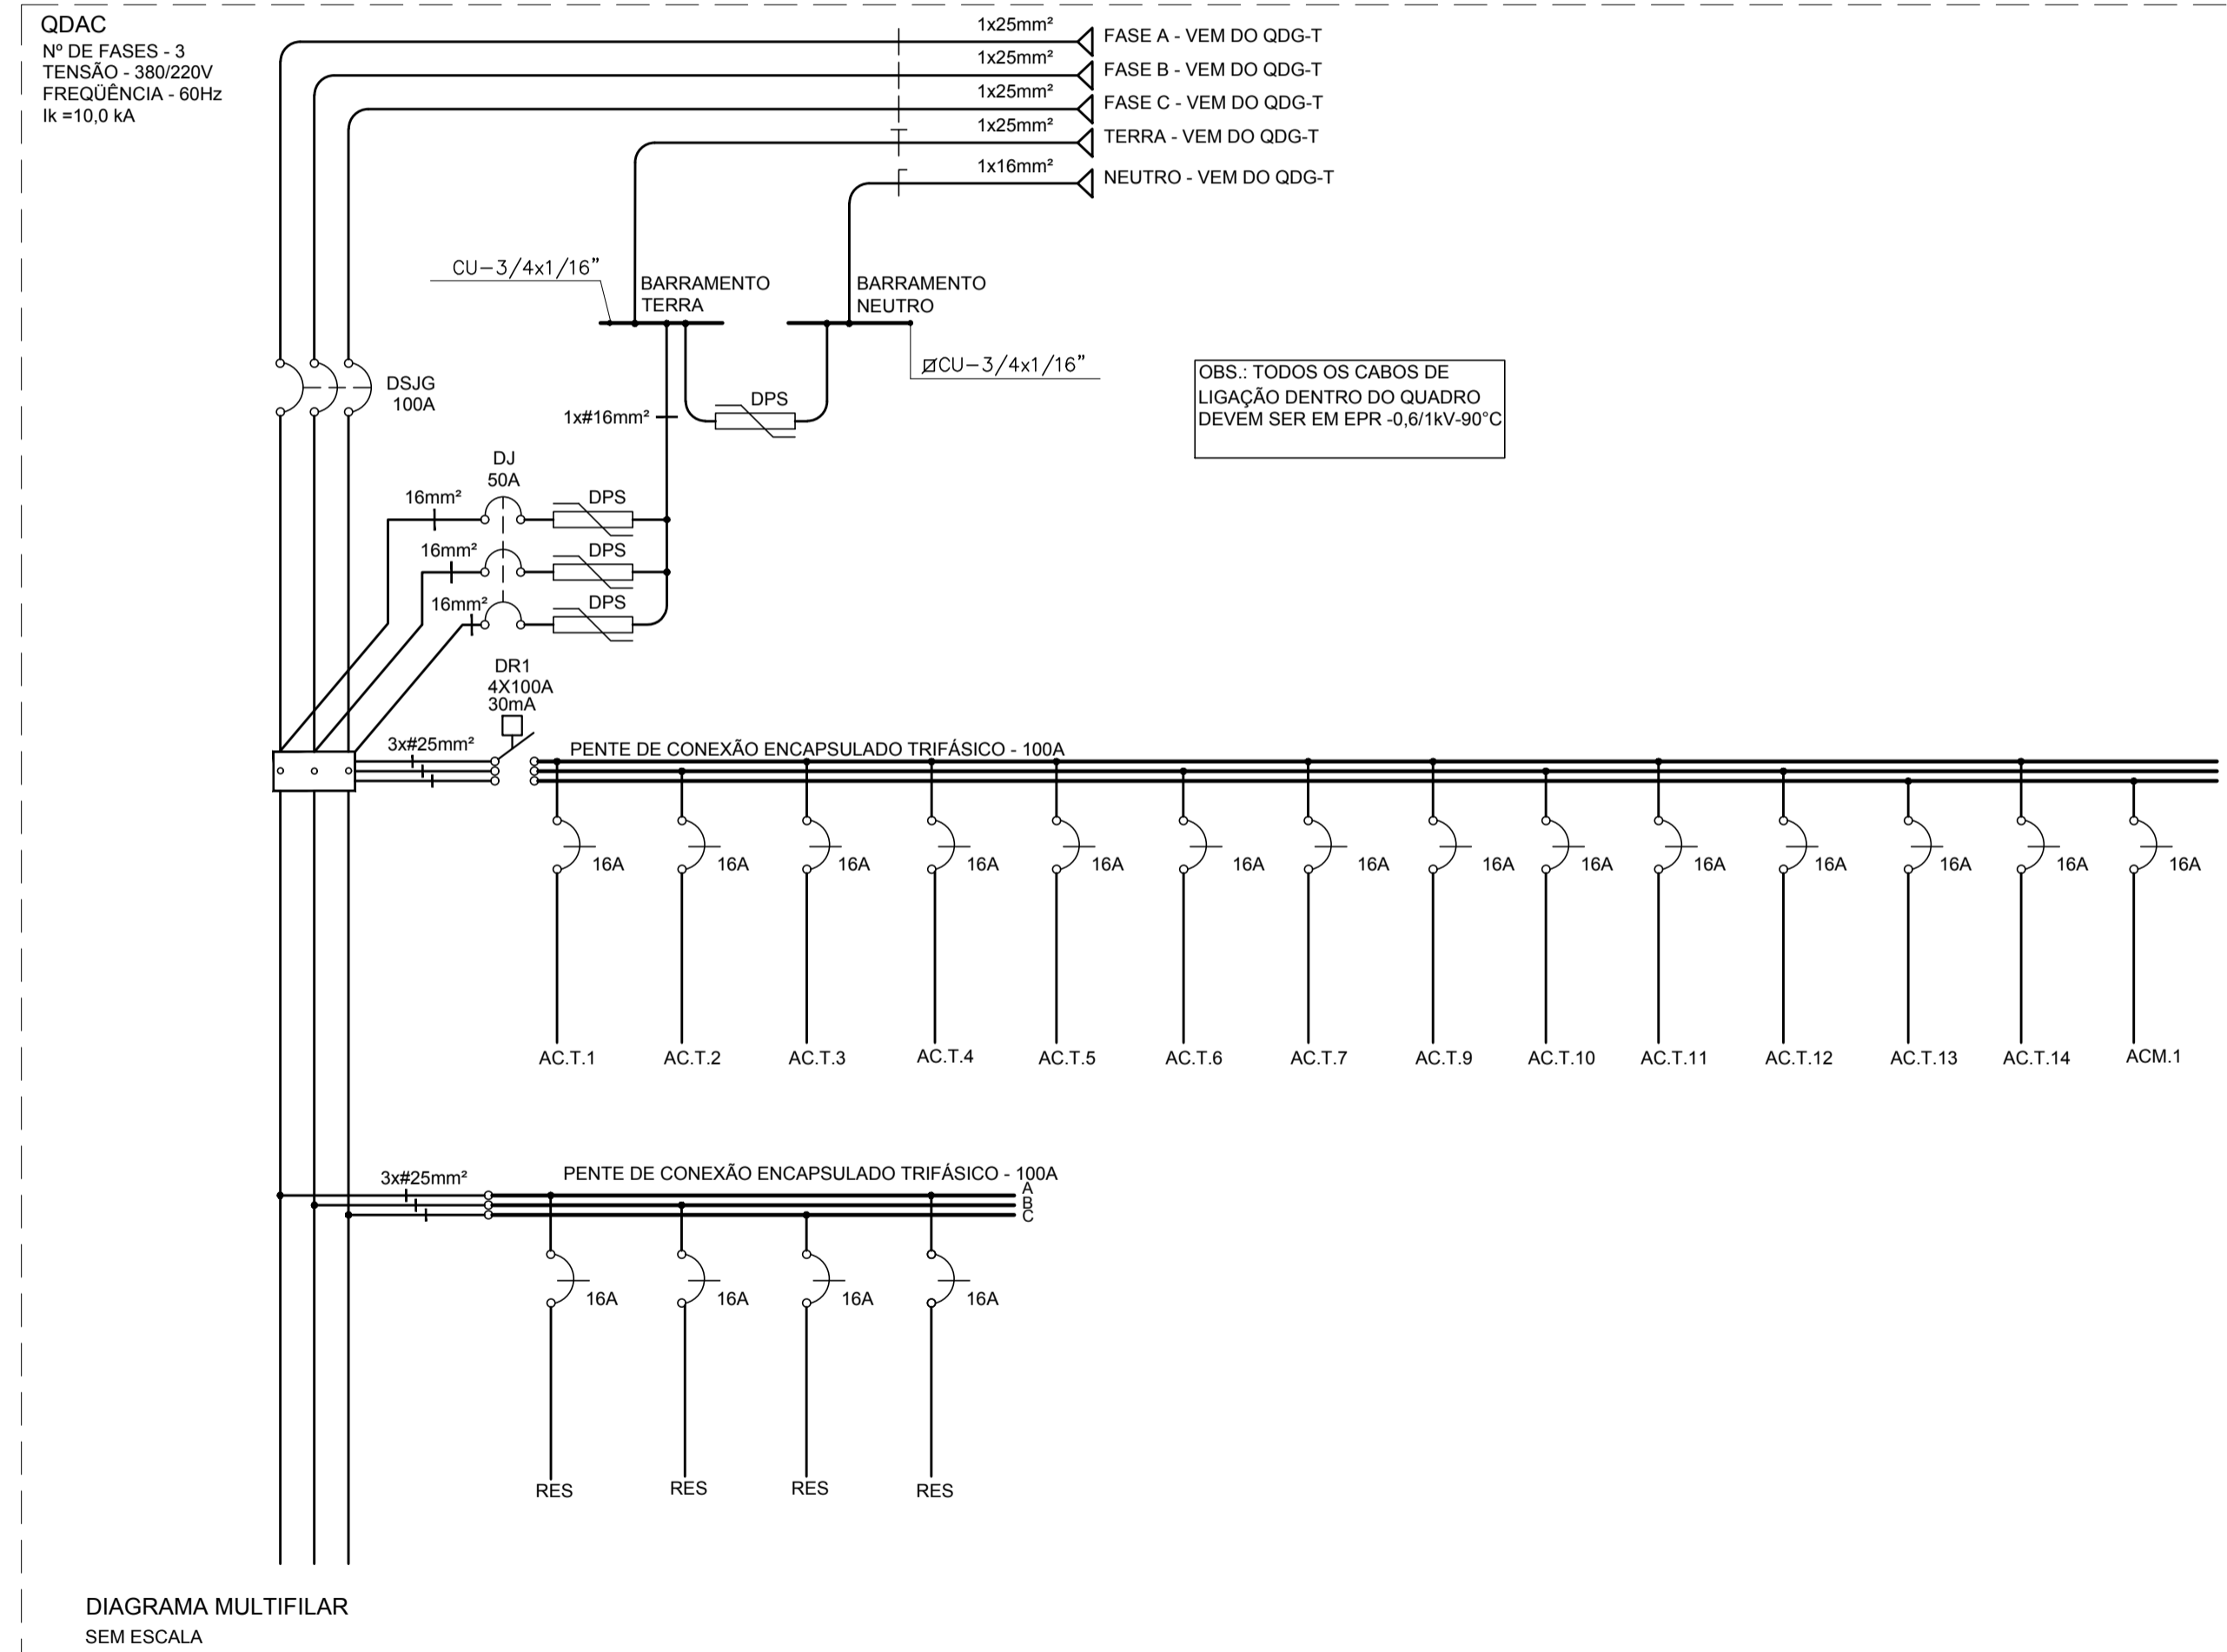 QDAC
Nº DE FASES - 3
TENSÃO - 380/220V
FREQÜÊNCIA - 60Hz
Ik =10,0 kA
1x25mm²
FASE A - VEM DO QDG-T
1x25mm²
FASE B - VEM DO QDG-T
1x25mm²
FASE C - VEM DO QDG-T
1x25mm²
TERRA - VEM DO QDG-T
1x16mm²
NEUTRO - VEM DO QDG-T
CU-3/4x1/16”
BARRAMENTO
TERRA
BARRAMENTO
NEUTRO
CU-3/4x1/16”
OBS.: TODOS OS CABOS DE
LIGAÇÃO DENTRO DO QUADRO
DEVEM SER EM EPR -0,6/1kV-90°C
DSJG
100A
DPS
1x#16mm²
DJ
50A
16mm²
DPS
16mm²
DPS
16mm²
DPS
DR1
4X100A
30mA
3x#25mm²
PENTE DE CONEXÃO ENCAPSULADO TRIFÁSICO - 100A
16A
16A
16A
16A
16A
16A
16A
16A
16A
16A
16A
16A
16A
16A
AC.T.1
AC.T.2
AC.T.3
AC.T.4
AC.T.5
AC.T.6
AC.T.7
AC.T.9
AC.T.10
AC.T.11
AC.T.12
AC.T.13
AC.T.14
ACM.1
3x#25mm²
PENTE DE CONEXÃO ENCAPSULADO TRIFÁSICO - 100A
A
B
C
16A
16A
16A
16A
RES
RES
RES
RES
DIAGRAMA MULTIFILAR
SEM ESCALA